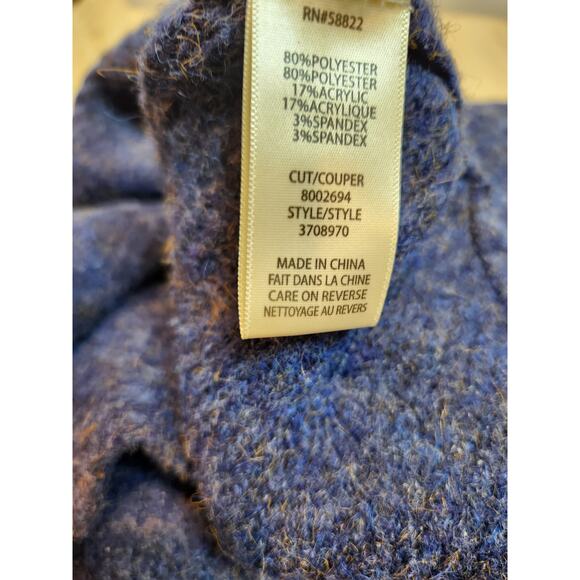 RN#58822
80%POLYESTER
80%POLYESTER
17%ACRYLIC
17%ACRYLIQUE
3%SPANDEX
3%SPANDEX
CUT/COUPER
8002694
STYLE/STYLE
3708970
MADE IN CHINA
FAIT DANS LA CHINE
CARE ON REVERSE
NETTOYAGE AU REVERS